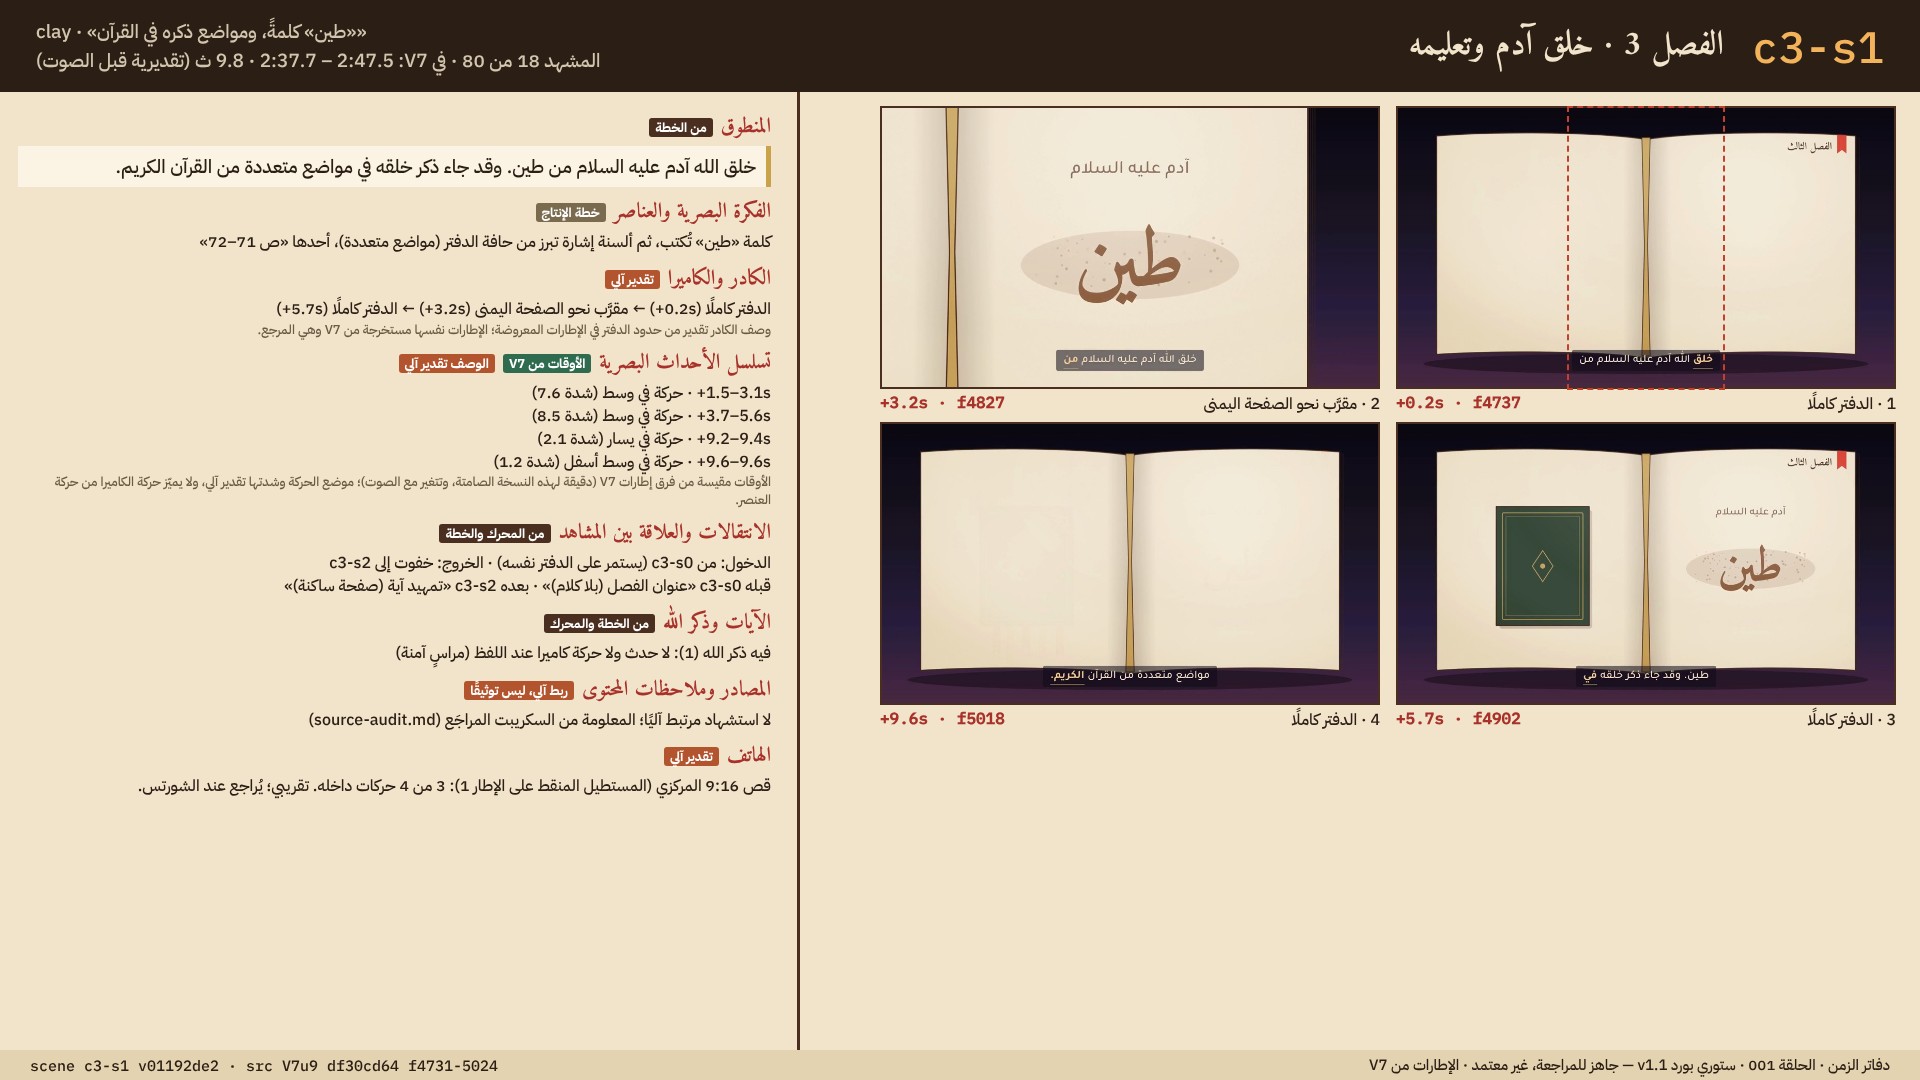 c3-s1 الفصل 3 · خلق آدم وتعليمه
«طين» كلمةً، ومواضع ذكره في القرآن» · clay»
المشهد 18 من 80 · في V7: 2:37.7 – 2:47.5 · 9.8 ث (تقديرية قبل الصوت)
الفصل الثالث
خلق الله آدم عليه السلام من
1 · الدفتر كاملًا
+0.2s · f4737
آدم عليه السلام
طين
خلق الله آدم عليه السلام من
2 · مقرَّب نحو الصفحة اليمنى
+3.2s · f4827
الفصل الثالث
آدم عليه السلام
طين
طين. وقد جاء ذكر خلقه في
3 · الدفتر كاملًا
+5.7s · f4902
مواضع متعددة من القرآن الكريم.
4 · الدفتر كاملًا
+9.6s · f5018
المنطوق من الخطة
خلق الله آدم عليه السلام من طين. وقد جاء ذكر خلقه في مواضع متعددة من القرآن الكريم.
الفكرة البصرية والعناصر خطة الإنتاج
كلمة «طين» تُكتب، ثم ألسنة إشارة تبرز من حافة الدفتر (مواضع متعددة)، أحدها «ص 71–72»
الكادر والكاميرا تقدير آلي
الدفتر كاملًا (+0.2s) ← مقرَّب نحو الصفحة اليمنى (+3.2s) ← الدفتر كاملًا (+5.7s)
وصف الكادر تقدير من حدود الدفتر في الإطارات المعروضة؛ الإطارات نفسها مستخرجة من V7 وهي المرجع.
تسلسل الأحداث البصرية الأوقات من V7 الوصف تقدير آلي
+1.5–3.1s · حركة في وسط (شدة 7.6)
+3.7–5.6s · حركة في وسط (شدة 8.5)
+9.2–9.4s · حركة في يسار (شدة 2.1)
+9.6–9.6s · حركة في وسط أسفل (شدة 1.2)
الأوقات مقيسة من فرق إطارات V7 (دقيقة لهذه النسخة الصامتة، وتتغير مع الصوت)؛ موضع الحركة وشدتها تقدير آلي، ولا يميّز حركة الكاميرا من حركة
العنصر.
الانتقالات والعلاقة بين المشاهد من المحرك والخطة
الدخول: من c3-s0 (يستمر على الدفتر نفسه) · الخروج: خفوت إلى c3-s2
قبله c3-s0 «عنوان الفصل (بلا كلام)» · بعده c3-s2 «تمهيد آية (صفحة ساكنة)»
الآيات وذكر الله من الخطة والمحرك
فيه ذكر الله (1): لا حدث ولا حركة كاميرا عند اللفظ (مراسٍ آمنة)
المصادر وملاحظات المحتوى ربط آلي، ليس توثيقًا
لا استشهاد مرتبط آليًا؛ المعلومة من السكريبت المراجَع (source-audit.md)
الهاتف تقدير آلي
قص 9:16 المركزي (المستطيل المنقط على الإطار 1): 3 من 4 حركات داخله. تقريبي؛ يُراجع عند الشورتس.
دفاتر الزمن · الحلقة 001 · ستوري بورد v1.1 — جاهز للمراجعة، غير معتمد · الإطارات من V7
scene c3-s1 v01192de2 · src V7u9 df30cd64 f4731-5024